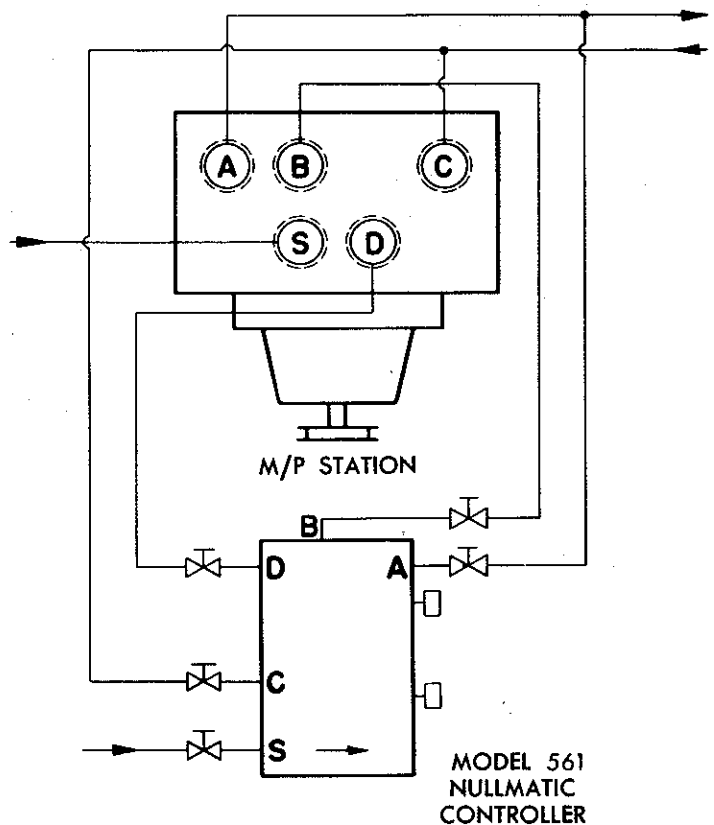 A B C
S D
M/P STATION
B
D A
C
S
MODEL 561
NULLMATIC
CONTROLLER